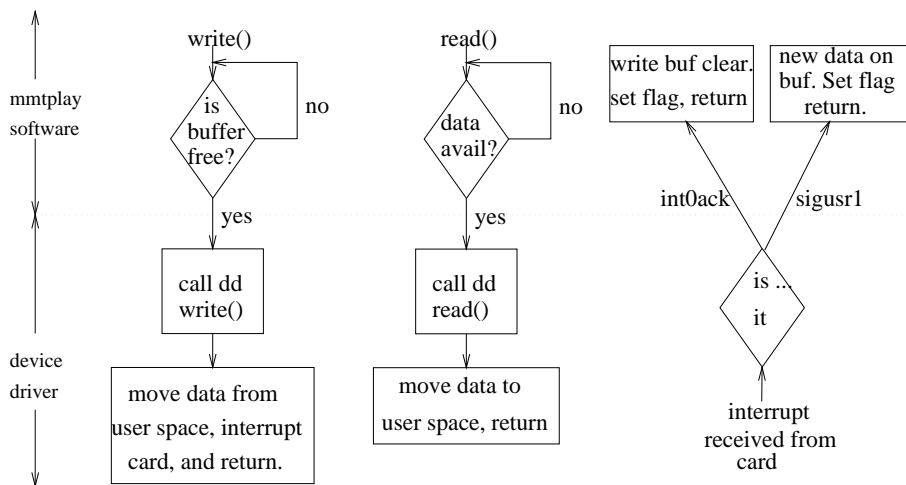 mmtplay
software
device
driver
write()
is
buffer
free?
no
yes
call dd
write()
move data from
user space, interrupt
card, and return.
read()
data
avail?
no
yes
call dd
read()
move data to
user space, return
write buf clear.
set flag, return
new data on
buf. Set flag
return.
int0ack
sigusr1
is ...
it
interrupt
received from
card